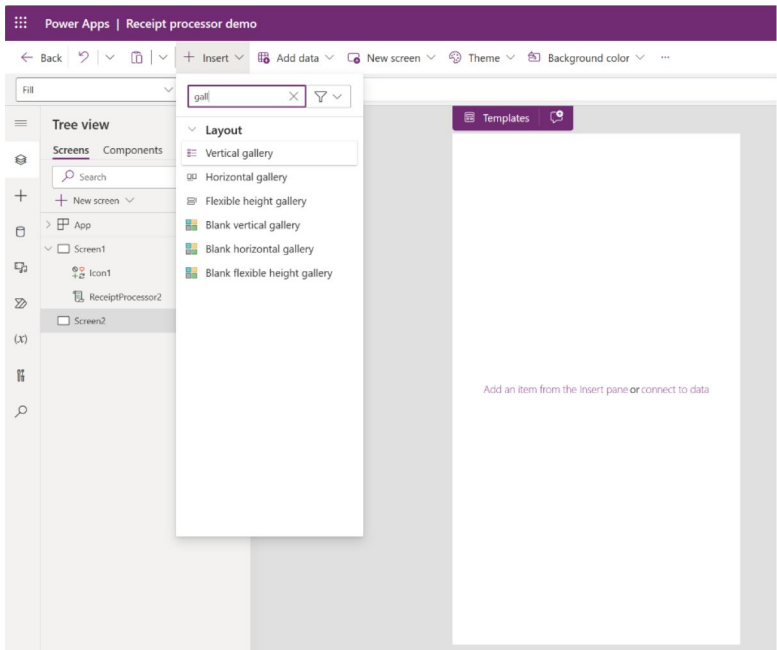 Power Apps | Receipt processor demo
Back Insert Add data New screen Theme Background color ...
Fill
gall
Tree view
Screens Components
Search
New screen
App
Screen1
Icon1
ReceiptProcessor2
Screen2
Layout
Vertical gallery
Horizontal gallery
Flexible height gallery
Blank vertical gallery
Blank horizontal gallery
Blank flexible height gallery
Templates
Add an item from the Insert pane or connect to data
(x)